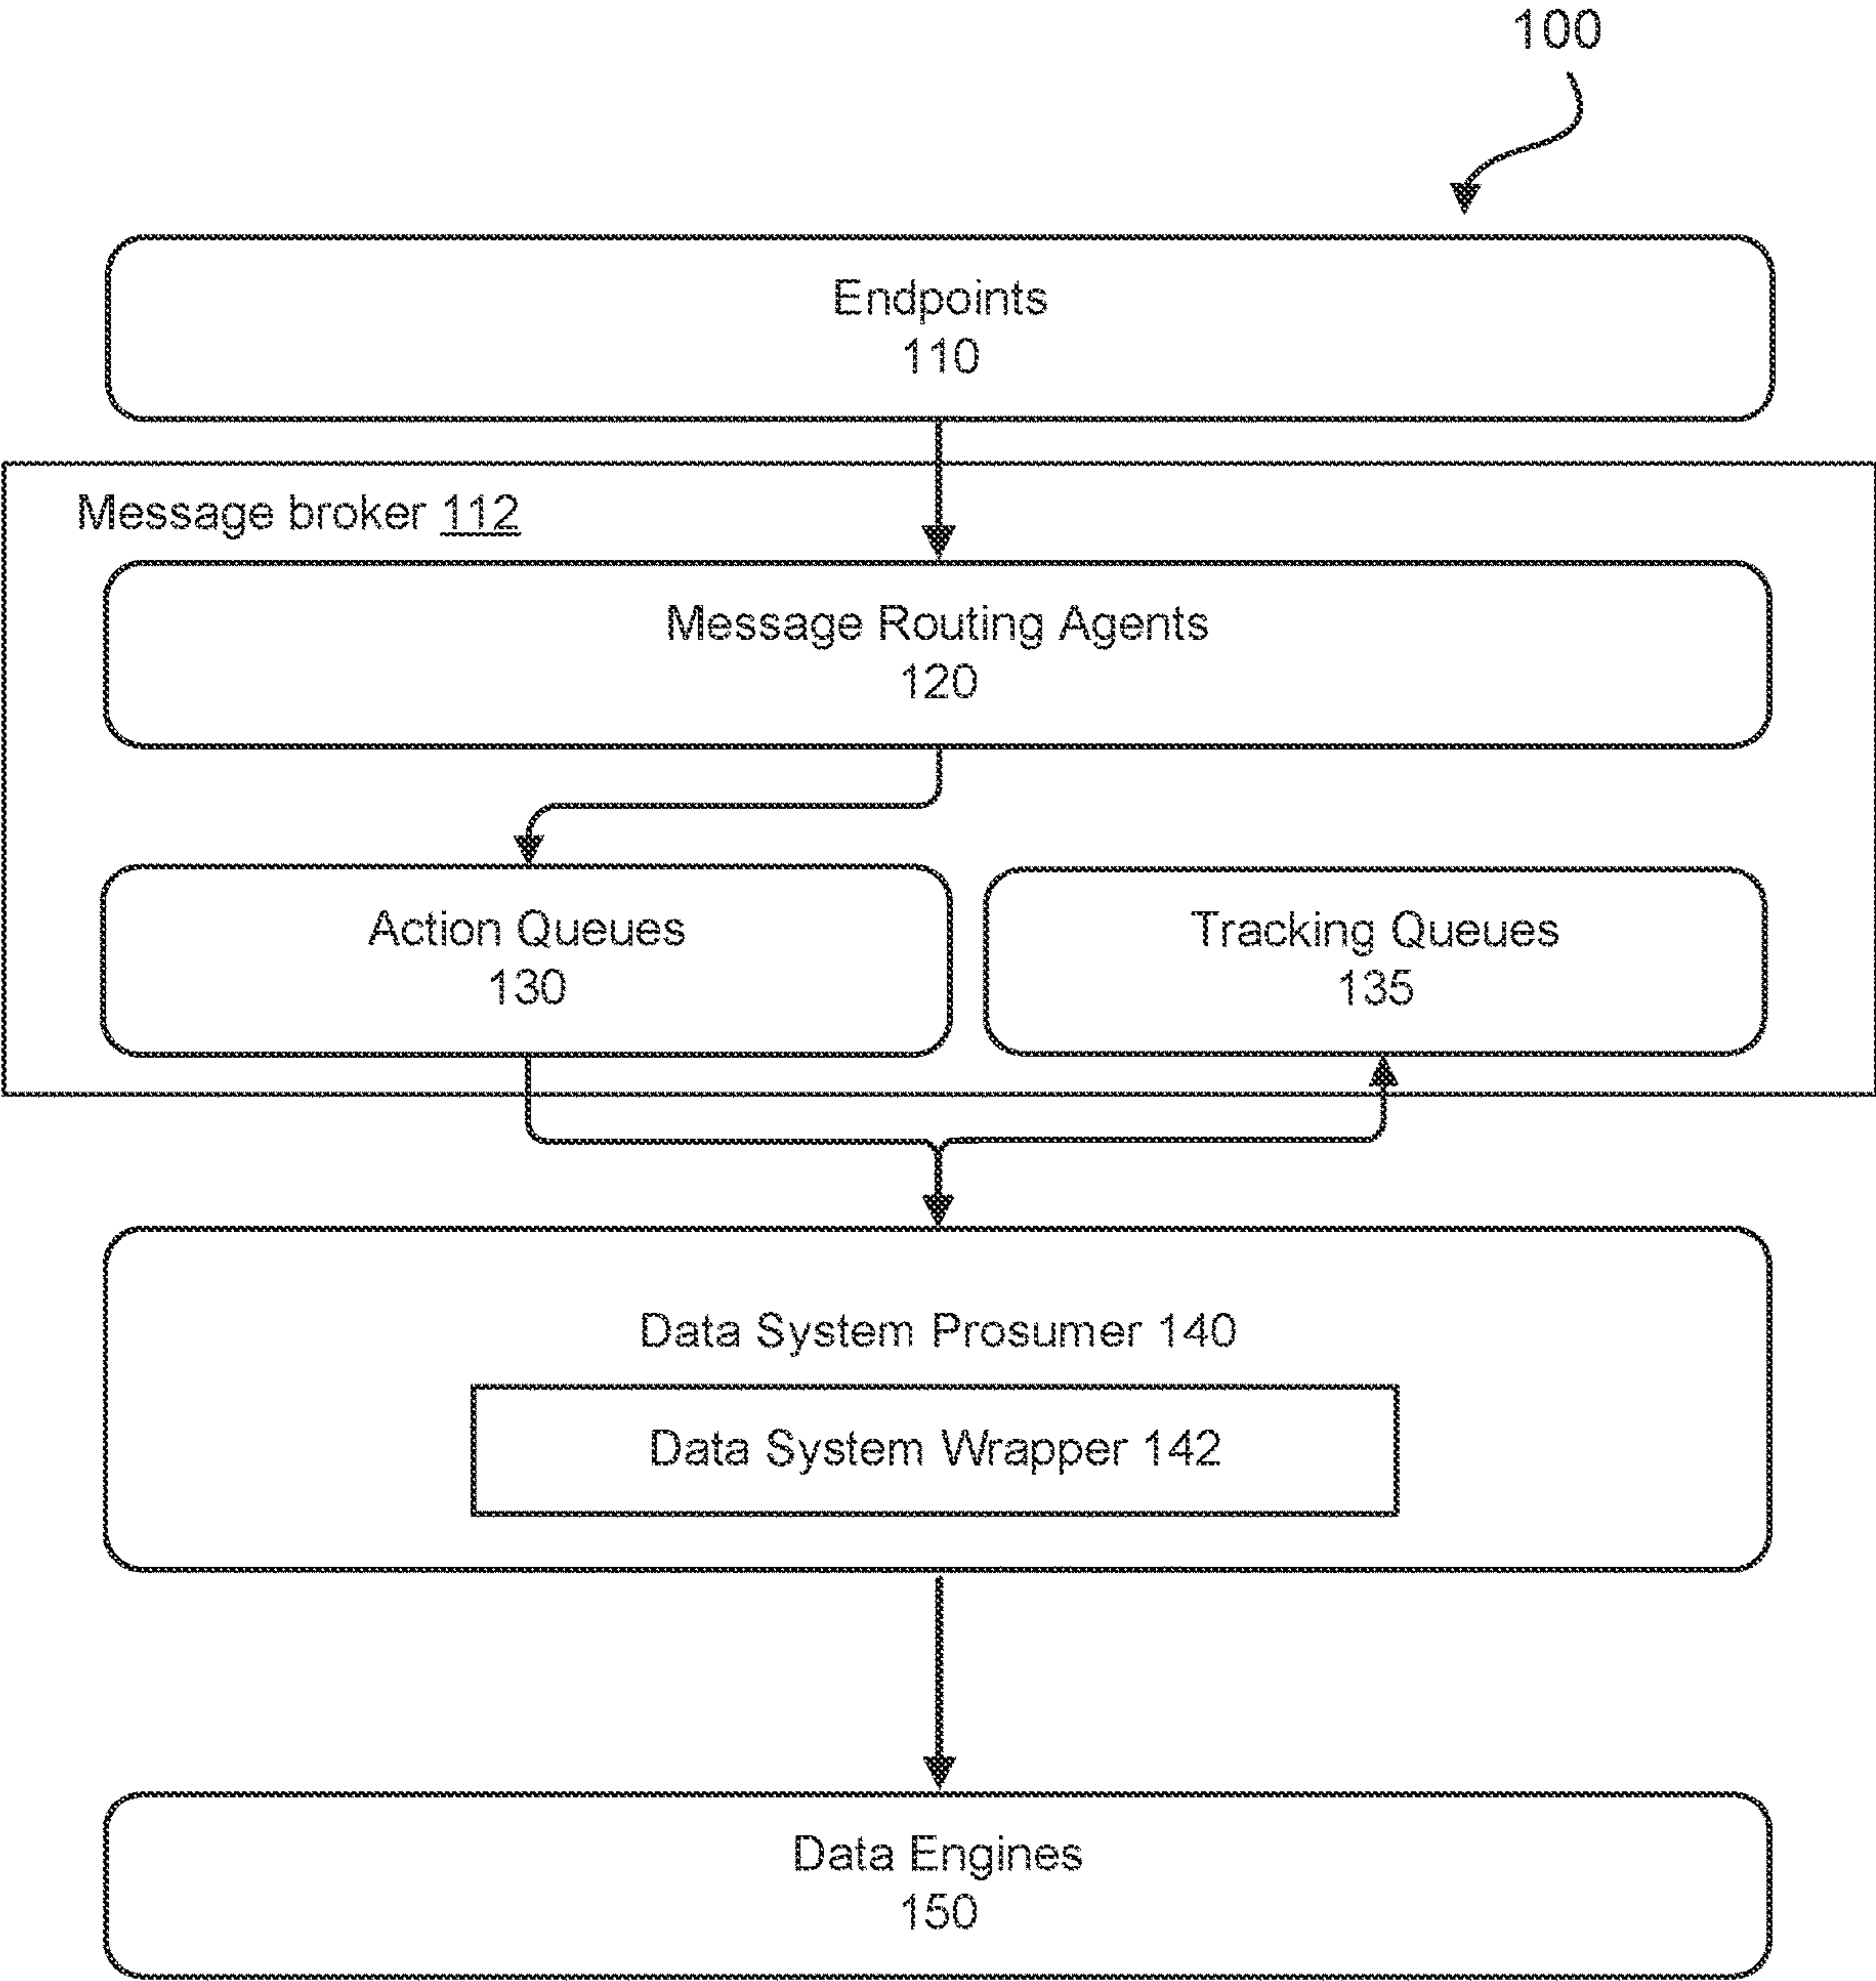 100
Endpoints
110
Message broker 112
Message Routing Agents
120
Action Queues
130
Tracking Queues
135
Data System Prosumer 140
Data System Wrapper 142
Data Engines
150